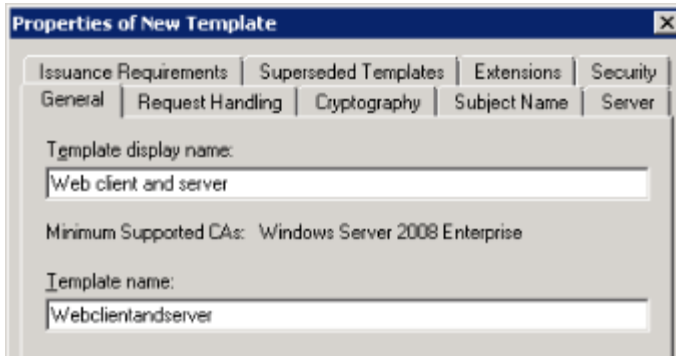 Properties of New Template
Issuance Requirements Superseded Templates Extensions Security
General Request Handling Cryptography Subject Name Server
Template display name:
Web client and server
Minimum Supported CAs: Windows Server 2008 Enterprise
Template name:
Webclientandserver